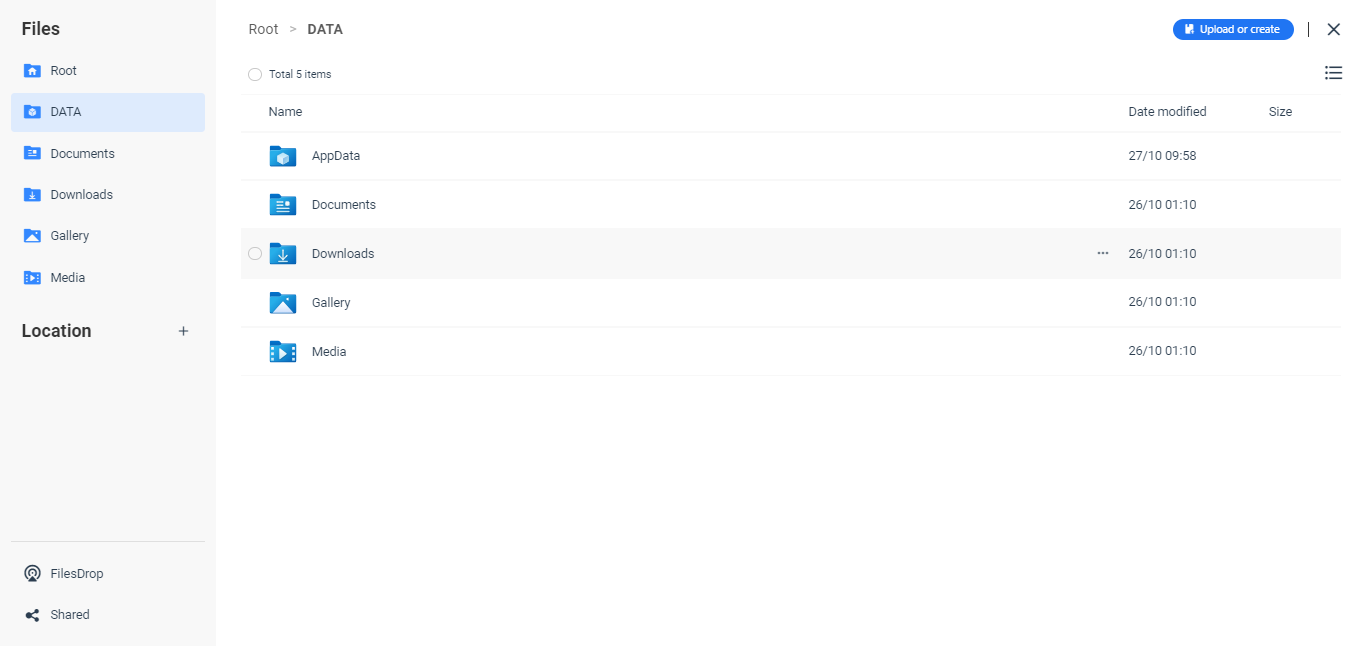 Files
Root
DATA
Documents
Downloads
Gallery
Media
Location +
FilesDrop
Shared
Root > DATA
Upload or create
Total 5 items
Name Date modified Size
AppData 27/10 09:58
Documents 26/10 01:10
Downloads ... 26/10 01:10
Gallery 26/10 01:10
Media 26/10 01:10